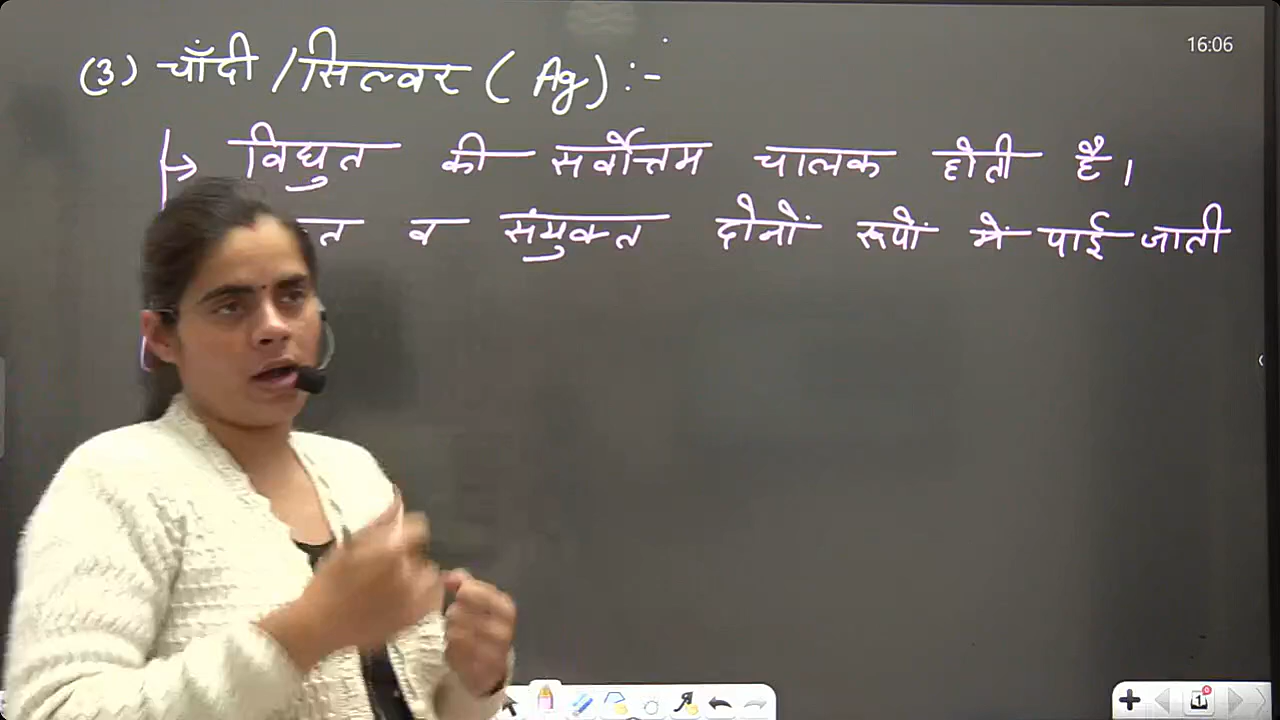 (3) चाँदी / सिल्वर ( Ag) :-
16:06
विद्युत की सर्वोत्तम चालक होती है।
व संयुक्त दोनों रूपों में पाई जाती